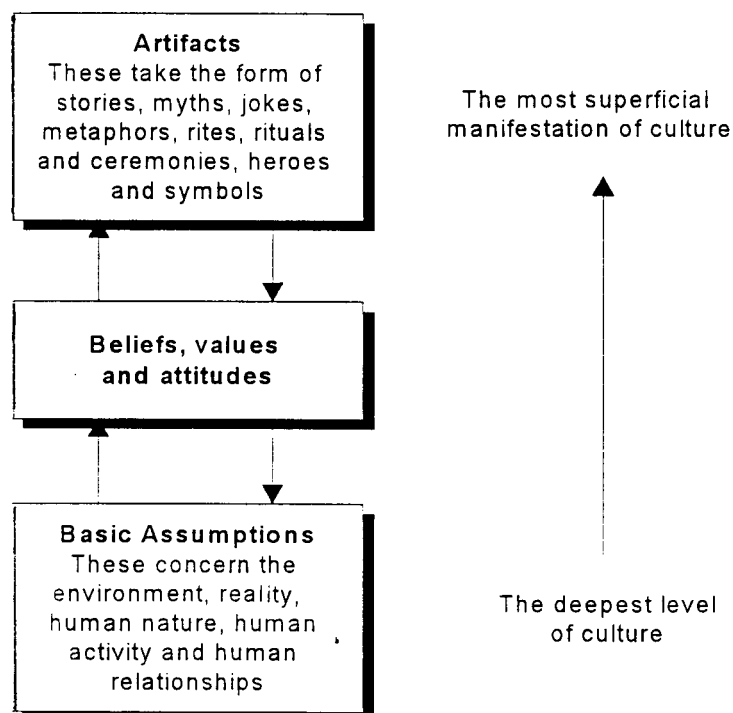 Artifacts
These take the form of
stories, myths, jokes,
metaphors, rites, rituals
and ceremonies, heroes
and symbols
The most superficial
manifestation of culture
Beliefs, values
and attitudes
Basic Assumptions
These concern the
environment, reality,
human nature, human
activity and human
relationships
The deepest level
of culture